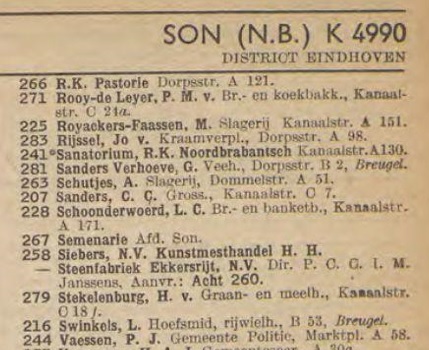 SON (N.B.) K 4990
DISTRICT EINDHOVEN
266 R.K. Pastorie Dorpsstr. A 121.
271 Rooy-de Leyer, P. M. v. Br.- en koekbakk., Kanaal-
str. C 21a.
225 Royackers-Faassen, M. Slagerij Kanaalstr. A 151.
283 Rijssel, Jo v. Kraamverpl., Dorpsstr. A 98.
241*Sanatorium, R.K. Noordbrabantsch Kanaalstr.A130.
281 Sanders Verhoeve, G. Veeh., Dorpsstr. B 2, Breugel.
263 Schutjes, A. Slagerij, Dommelstr. A 51.
207 Sanders, C. C. Gross., Kanaalstr. C 7.
228 Schoonderwoerd, L. C. Br.- en banketb., Kanaalstr.
A 171.
267 Semenarie Afd. Son.
258 Siebers, N.V. Kunstmesthandel H. H.
— Steenfabriek Ekkersrijt, N.V. Dir. P. C. C. I. M.
Janssens, Aanvr.: Acht 260.
279 Stekelenburg, H. v. Graan- en meelh., Kanaalstr.
C 18f.
216 Swinkels, L. Hoefsmid, rijwielh., B 53, Breugel.
244 Vaessen, P. J. Gemeente Politie, Marktpl. A 58.